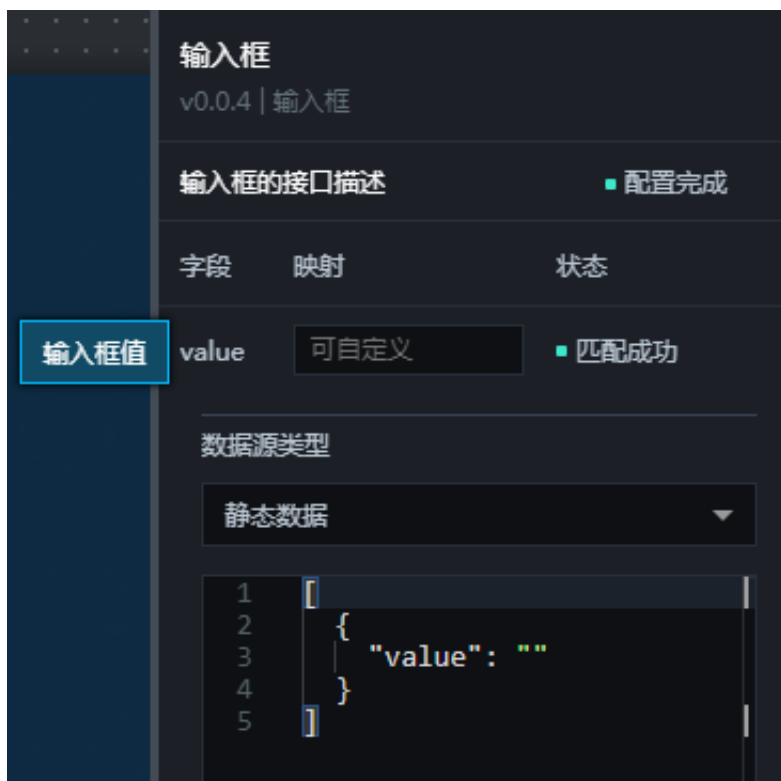 输入框
v0.0.4 | 输入框
输入框的接口描述 配置完成
字段 映射 状态
输入框值 value 可自定义 匹配成功
数据源类型
静态数据
1 [
2 {
3 "value": ""
4 }
5 ]